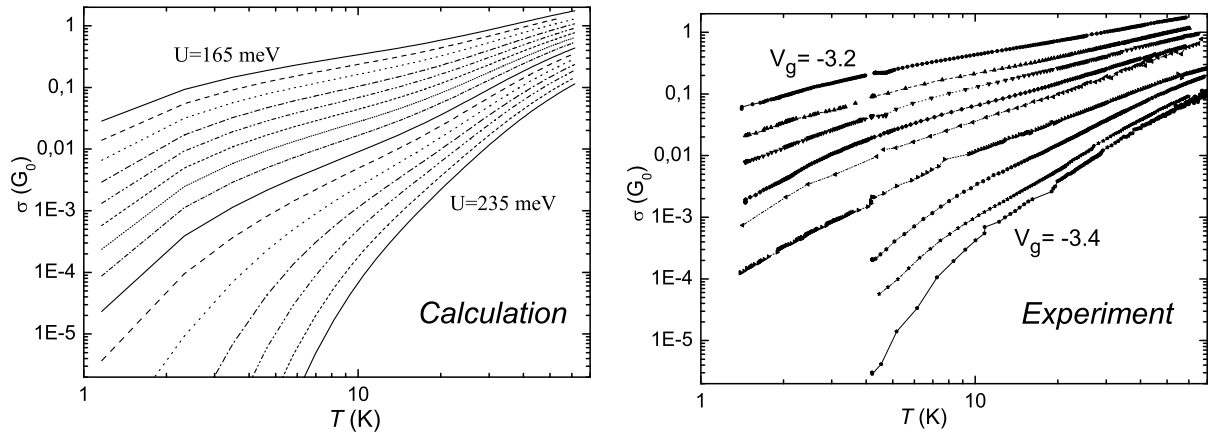 1
0,1
0,01
1E-3
1E-4
1E-5
σ (G₀)
U=165 meV
U=235 meV
Calculation
1
10
T (K)
1
0,1
0,01
1E-3
1E-4
1E-5
σ (G₀)
V_g= -3.2
V_g= -3.4
Experiment
1
10
T (K)